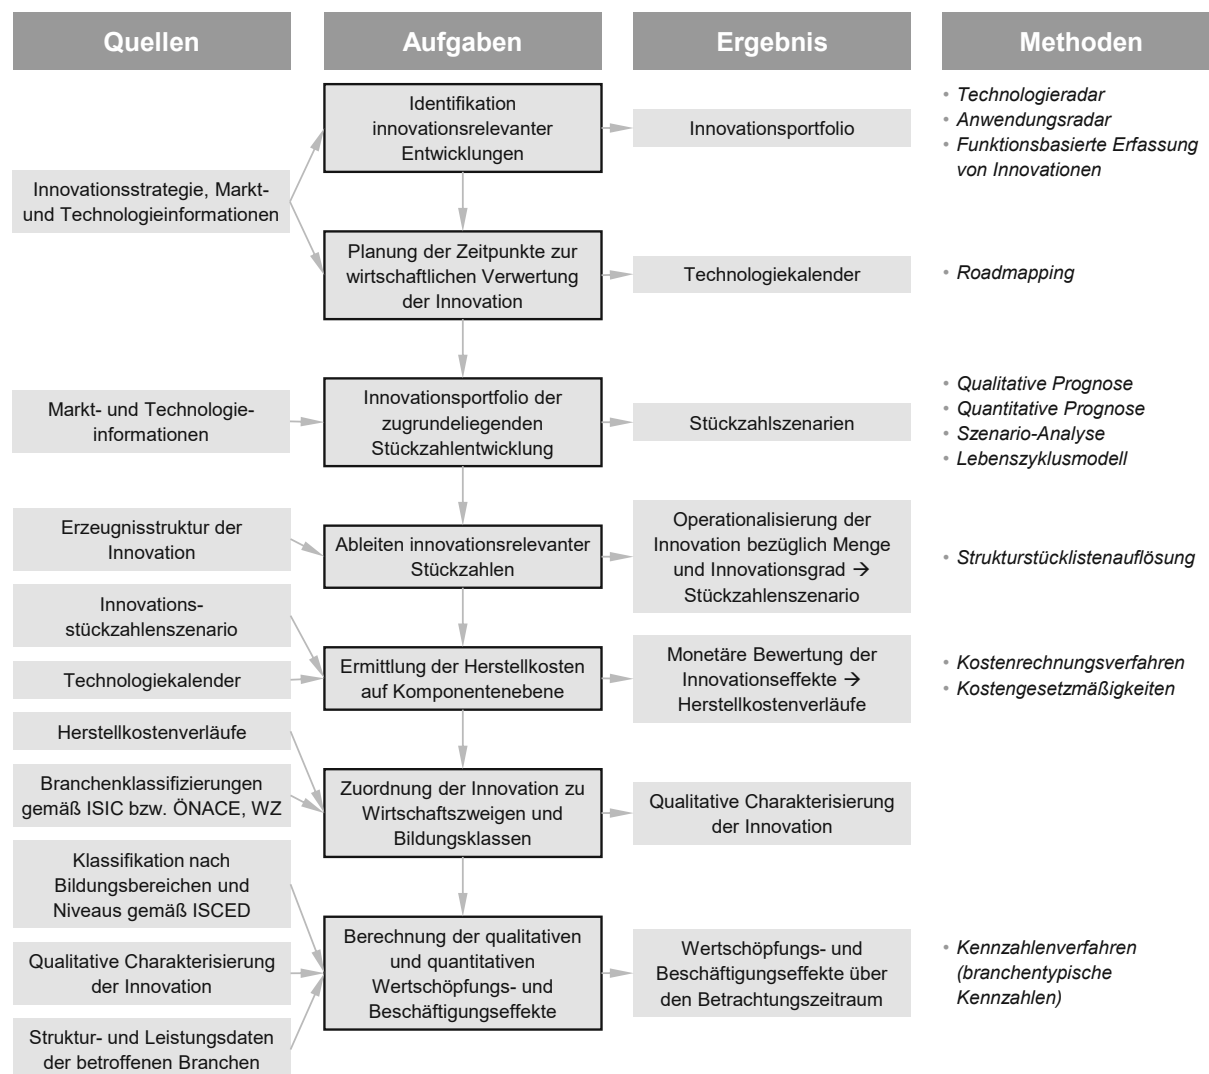 Quellen
Aufgaben
Ergebnis
Methoden
Innovationsstrategie, Markt-
und Technologieinformationen
Identifikation
innovationsrelevanter
Entwicklungen
Innovationsportfolio
• Technologieradar
• Anwendungsradar
• Funktionsbasierte Erfassung
von Innovationen
Planung der Zeitpunkte zur
wirtschaftlichen Verwertung
der Innovation
Technologiekalender
• Roadmapping
Markt- und Technologie-
informationen
Innovationsportfolio der
zugrundeliegenden
Stückzahlentwicklung
Stückzahlszenarien
• Qualitative Prognose
• Quantitative Prognose
• Szenario-Analyse
• Lebenszyklusmodell
Erzeugnisstruktur der
Innovation
Ableiten innovationsrelevanter
Stückzahlen
Operationalisierung der
Innovation bezüglich Menge
und Innovationsgrad →
Stückzahlenszenario
• Strukturstücklistenauflösung
Innovations-
stückzahlenszenario
Technologiekalender
Ermittlung der Herstellkosten
auf Komponentenebene
Monetäre Bewertung der
Innovationseffekte →
Herstellkostenverläufe
• Kostenrechnungsverfahren
• Kostengesetzmäßigkeiten
Herstellkostenverläufe
Branchenklassifizierungen
gemäß ISIC bzw. ÖNACE, WZ
Zuordnung der Innovation zu
Wirtschaftszweigen und
Bildungsklassen
Qualitative Charakterisierung
der Innovation
Klassifikation nach
Bildungsbereichen und
Niveaus gemäß ISCED
Qualitative Charakterisierung
der Innovation
Struktur- und Leistungsdaten
der betroffenen Branchen
Berechnung der qualitativen
und quantitativen
Wertschöpfungs- und
Beschäftigungseffekte
Wertschöpfungs- und
Beschäftigungseffekte über
den Betrachtungszeitraum
• Kennzahlenverfahren
(branchentypische
Kennzahlen)